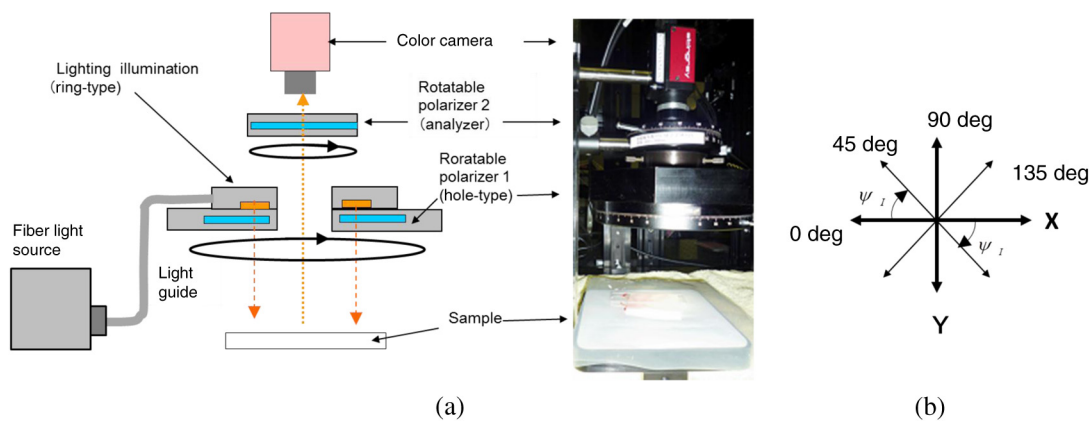 Color camera
Lighting illumination
(ring-type)
Rotatable
polarizer 2
(analyzer)
Roratable
polarizer 1
(hole-type)
Fiber light
source
Light
guide
Sample
(a)
90 deg
45 deg
135 deg
ψ I
0 deg
X
ψ I
Y
(b)